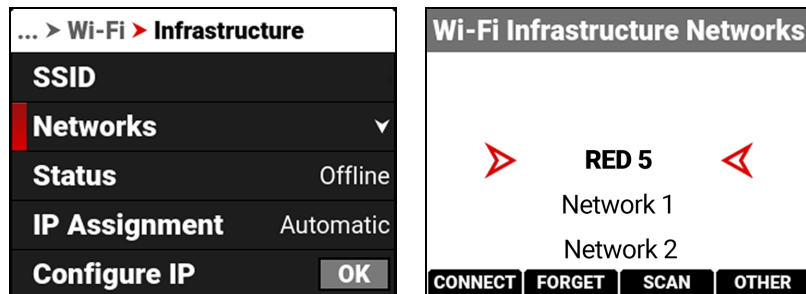 ... > Wi-Fi > Infrastructure
SSID
Networks
Status Offline
IP Assignment Automatic
Configure IP OK
Wi-Fi Infrastructure Networks
RED 5
Network 1
Network 2
CONNECT FORGET SCAN OTHER